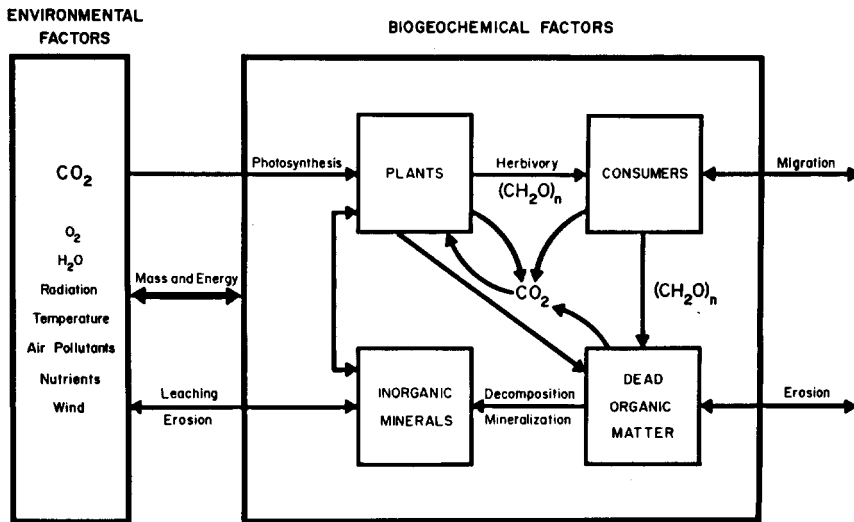 ENVIRONMENTAL
FACTORS
BIOGEOCHEMICAL FACTORS
CO₂
O₂
H₂O
Radiation
Temperature
Air Pollutants
Nutrients
Wind
Photosynthesis
Mass and Energy
Leaching
Erosion
PLANTS
Herbivory
(CH₂O)ₙ
CONSUMERS
Migration
CO₂
(CH₂O)ₙ
INORGANIC
MINERALS
Decomposition
Mineralization
DEAD
ORGANIC
MATTER
Erosion